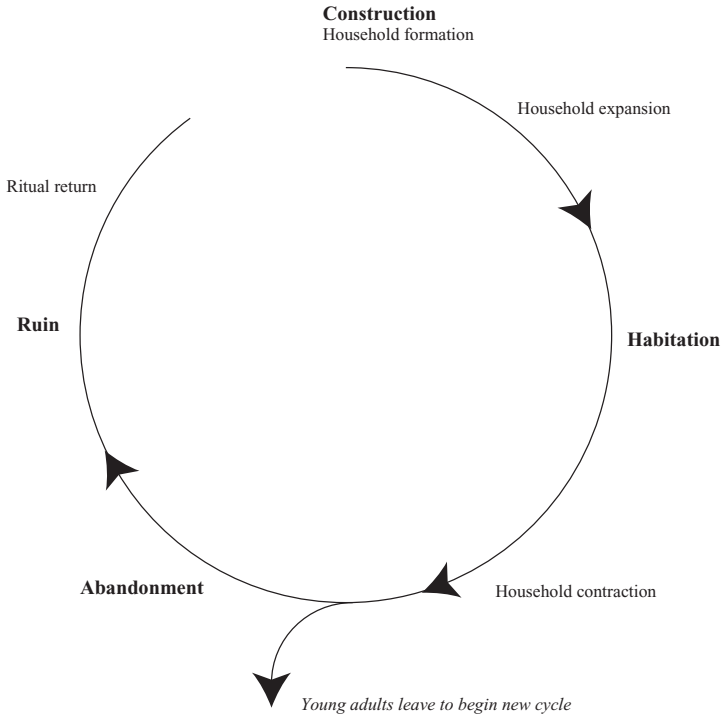 Construction
Household formation
Household expansion
Ritual return
Ruin
Habitation
Abandonment
Household contraction
Young adults leave to begin new cycle